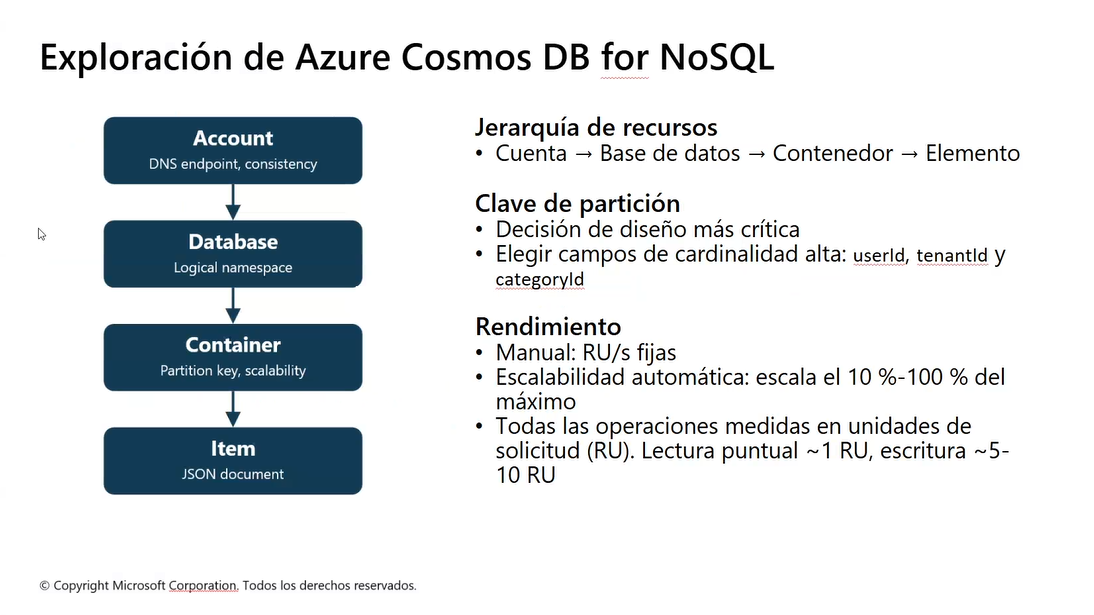 Exploración de Azure Cosmos DB for NoSQL
Account
DNS endpoint, consistency
Database
Logical namespace
Container
Partition key, scalability
Item
JSON document
Jerarquía de recursos
• Cuenta → Base de datos → Contenedor → Elemento
Clave de partición
• Decisión de diseño más crítica
• Elegir campos de cardinalidad alta: userId, tenantId y
categoryId
Rendimiento
• Manual: RU/s fijas
• Escalabilidad automática: escala el 10 %-100 % del
máximo
• Todas las operaciones medidas en unidades de
solicitud (RU). Lectura puntual ~1 RU, escritura ~5-
10 RU
© Copyright Microsoft Corporation. Todos los derechos reservados.